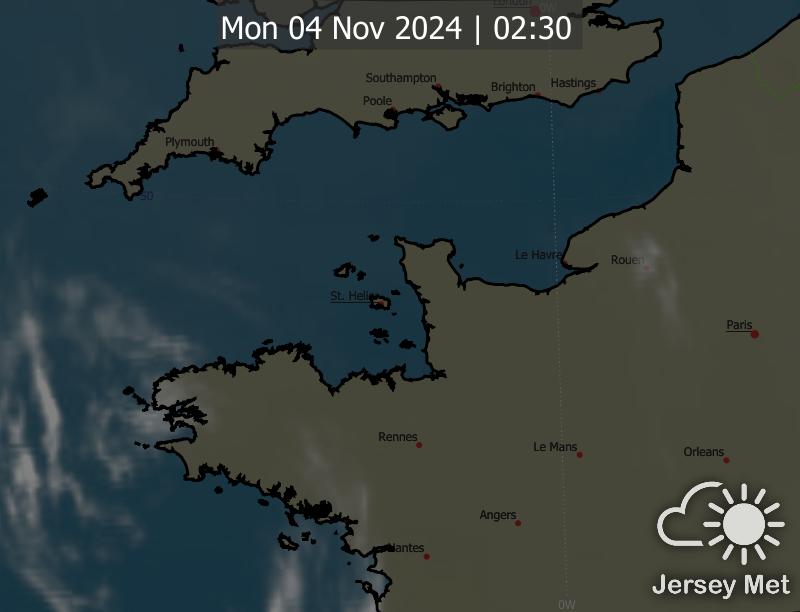 London
0W
Mon 04 Nov 2024 | 02:30
Southampton
Brighton
Hastings
Poole
Plymouth
50
Le Havre
Rouen
St. Helier
Paris
Rennes
Le Mans
Orleans
Angers
Nantes
Jersey Met
0W